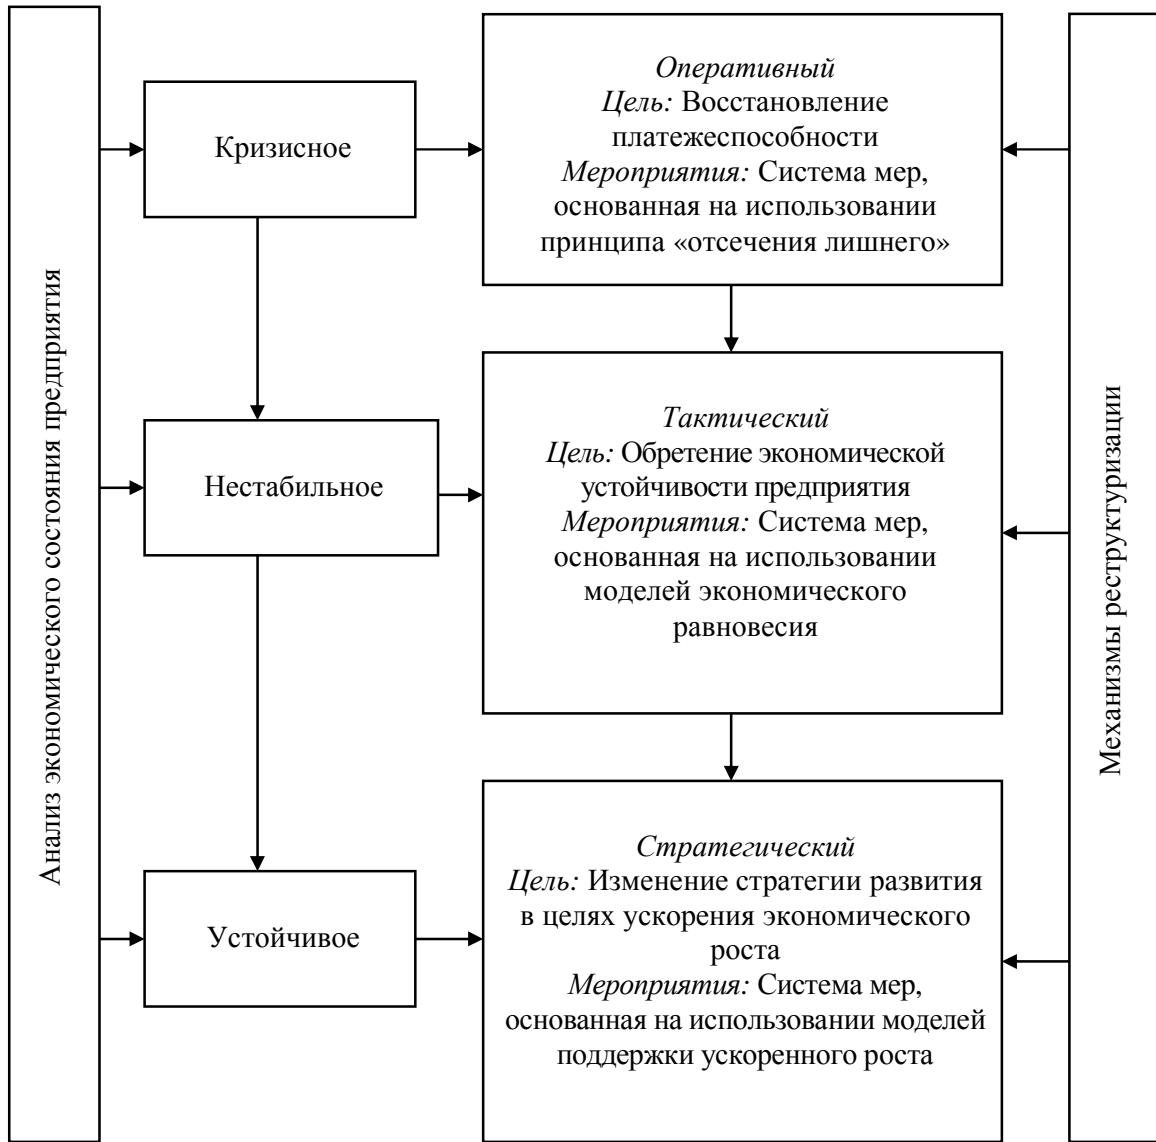 Анализ экономического состояния предприятия
Кризисное
Оперативный
Цель: Восстановление
платежеспособности
Мероприятия: Система мер,
основанная на использовании
принципа «отсечения лишнего»
Нестабильное
Тактический
Цель: Обретение экономической
устойчивости предприятия
Мероприятия: Система мер,
основанная на использовании
моделей экономического
равновесия
Устойчивое
Стратегический
Цель: Изменение стратегии развития
в целях ускорения экономического
роста
Мероприятия: Система мер,
основанная на использовании моделей
поддержки ускоренного роста
Механизмы реструктуризации